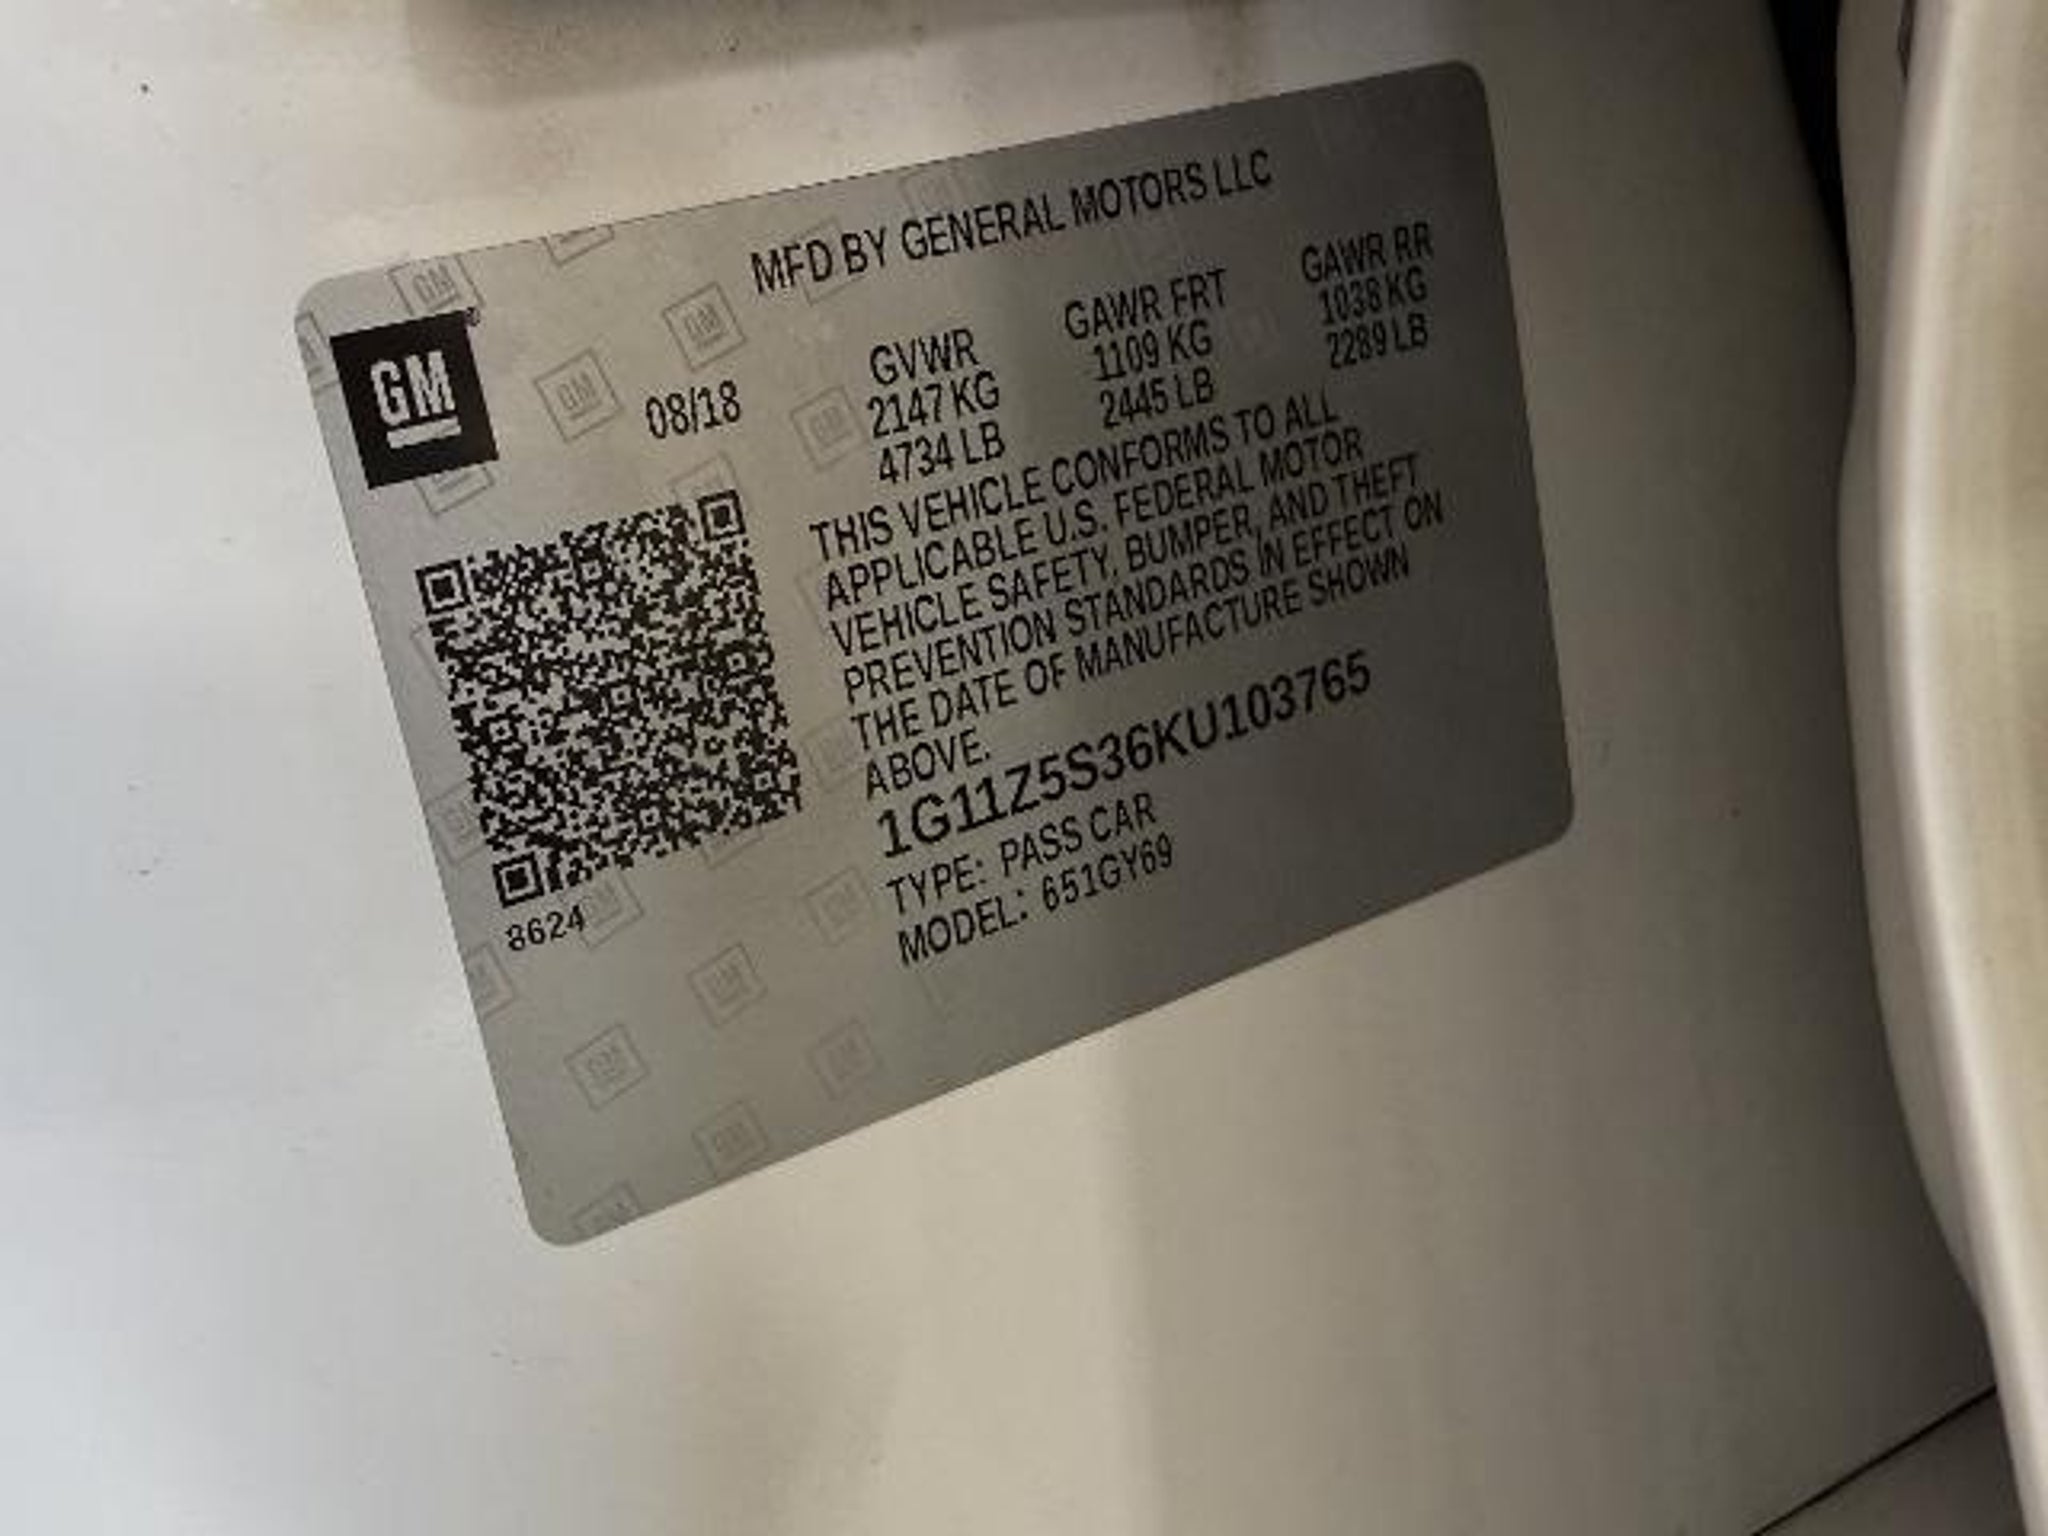 MFD BY GENERAL MOTORS LLC
GM
08/18
GVWR
2147 KG
4734 LB
GAWR FRT
1109 KG
2445 LB
GAWR RR
1038 KG
2289 LB
THIS VEHICLE CONFORMS TO ALL
APPLICABLE U.S. FEDERAL MOTOR
VEHICLE SAFETY, BUMPER, AND THEFT
PREVENTION STANDARDS IN EFFECT ON
THE DATE OF MANUFACTURE SHOWN
ABOVE.
1G11Z5S36KU103765
TYPE: PASS CAR
MODEL: 651GY69
8624